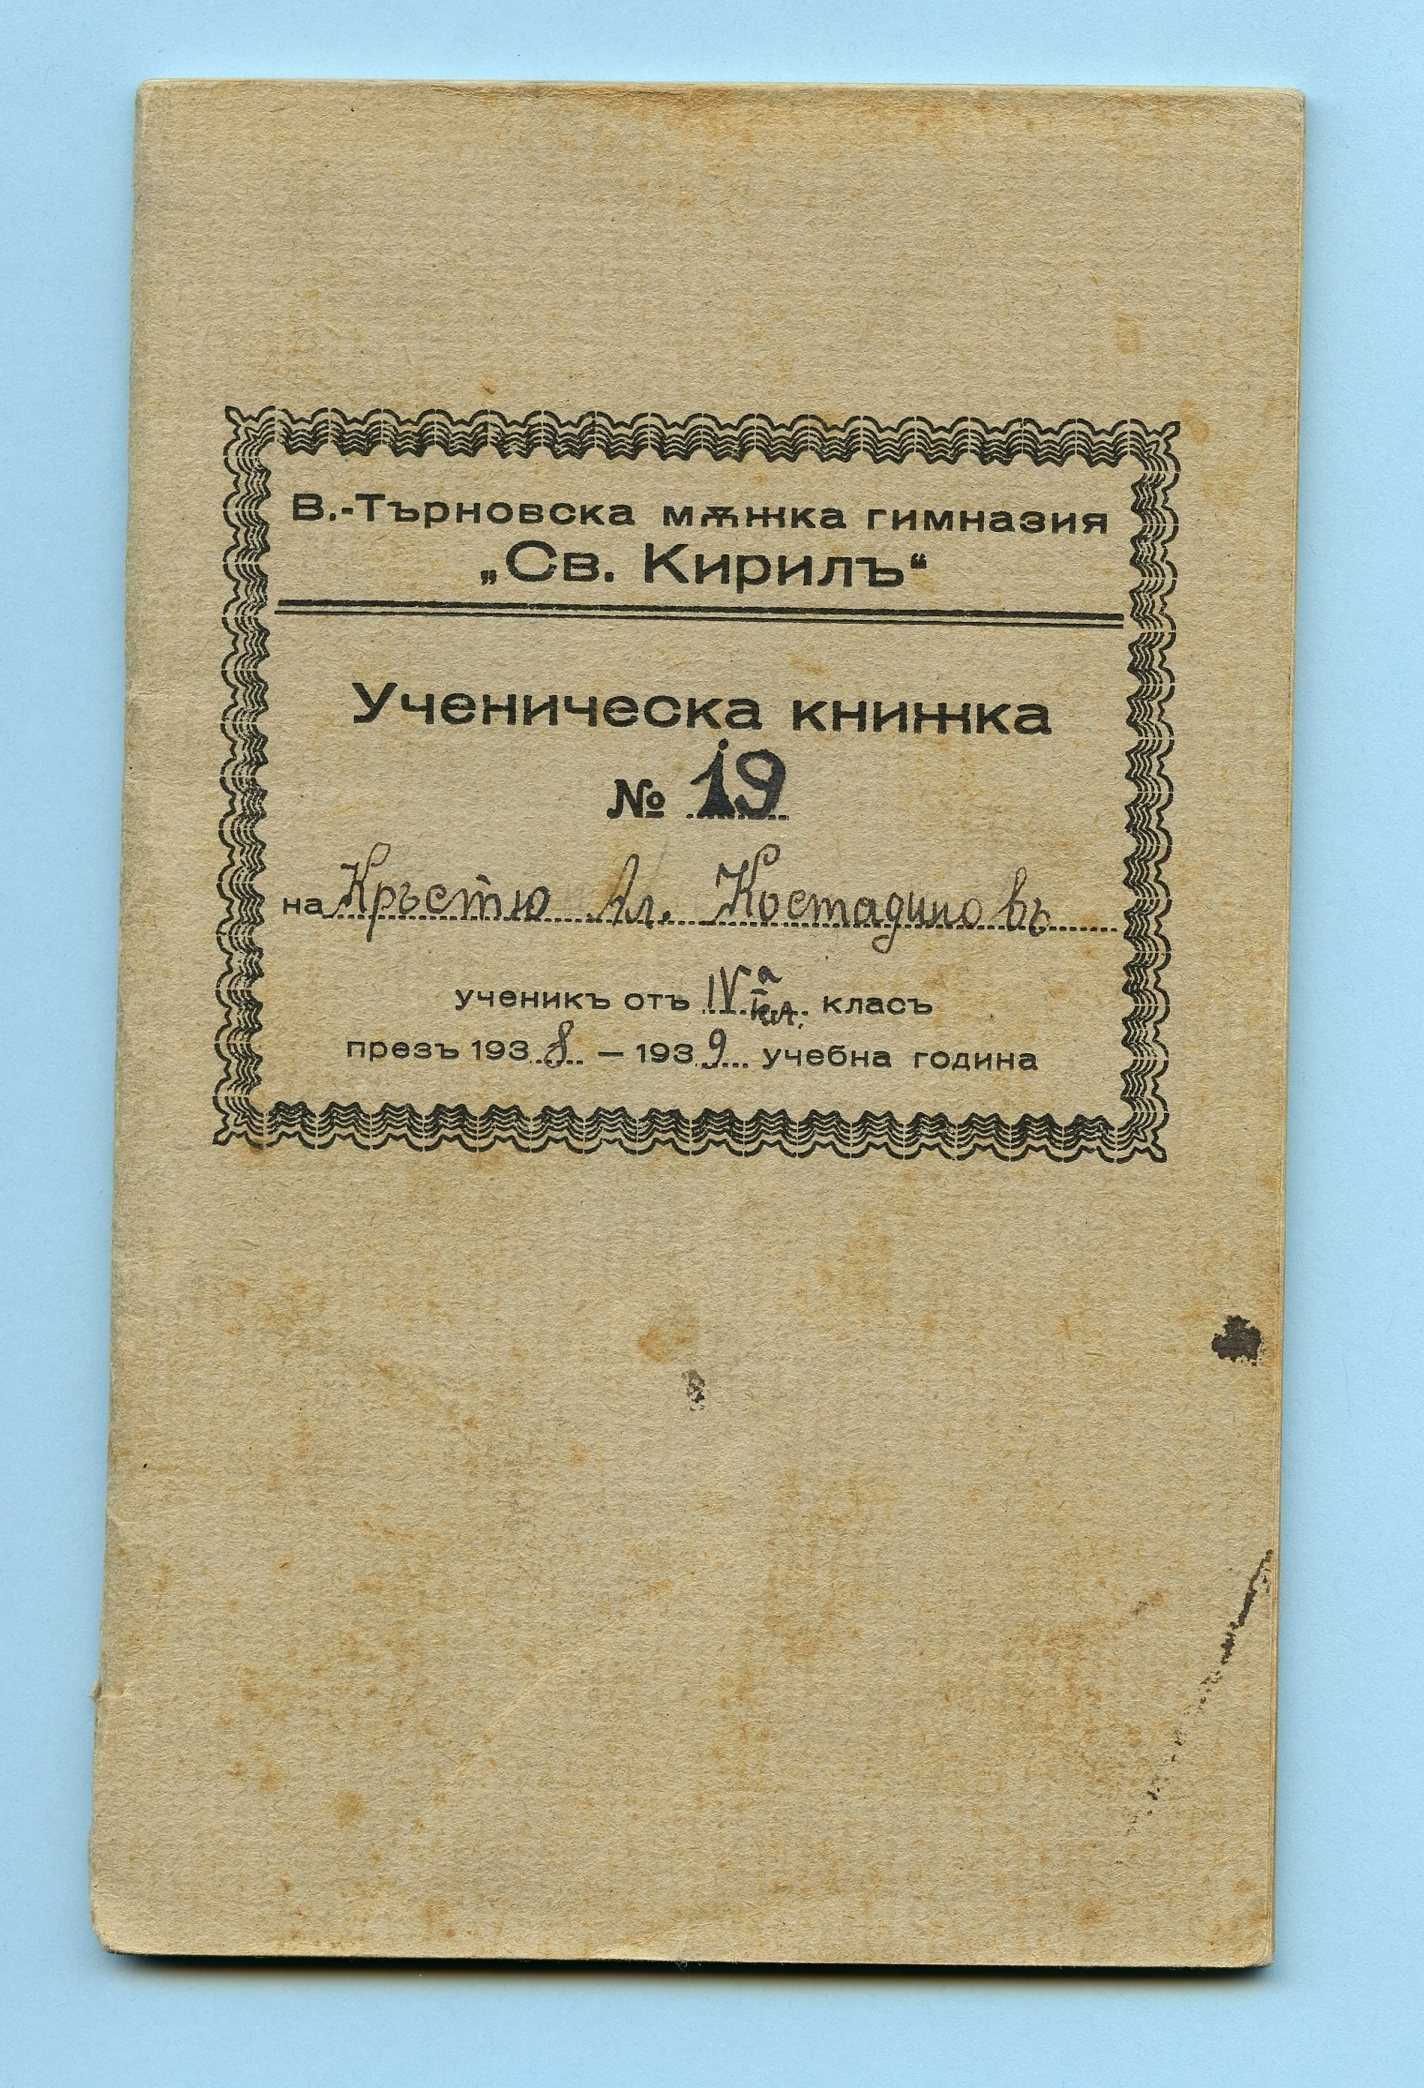 В.-Търновска мѫжка гимназия
„Св. Кирилъ“
Ученическа книжка
№ 19
на Кръстю Ал. Костадиновъ
ученикъ отъ IVа кл. класъ
презъ 1938 – 1939 учебна година